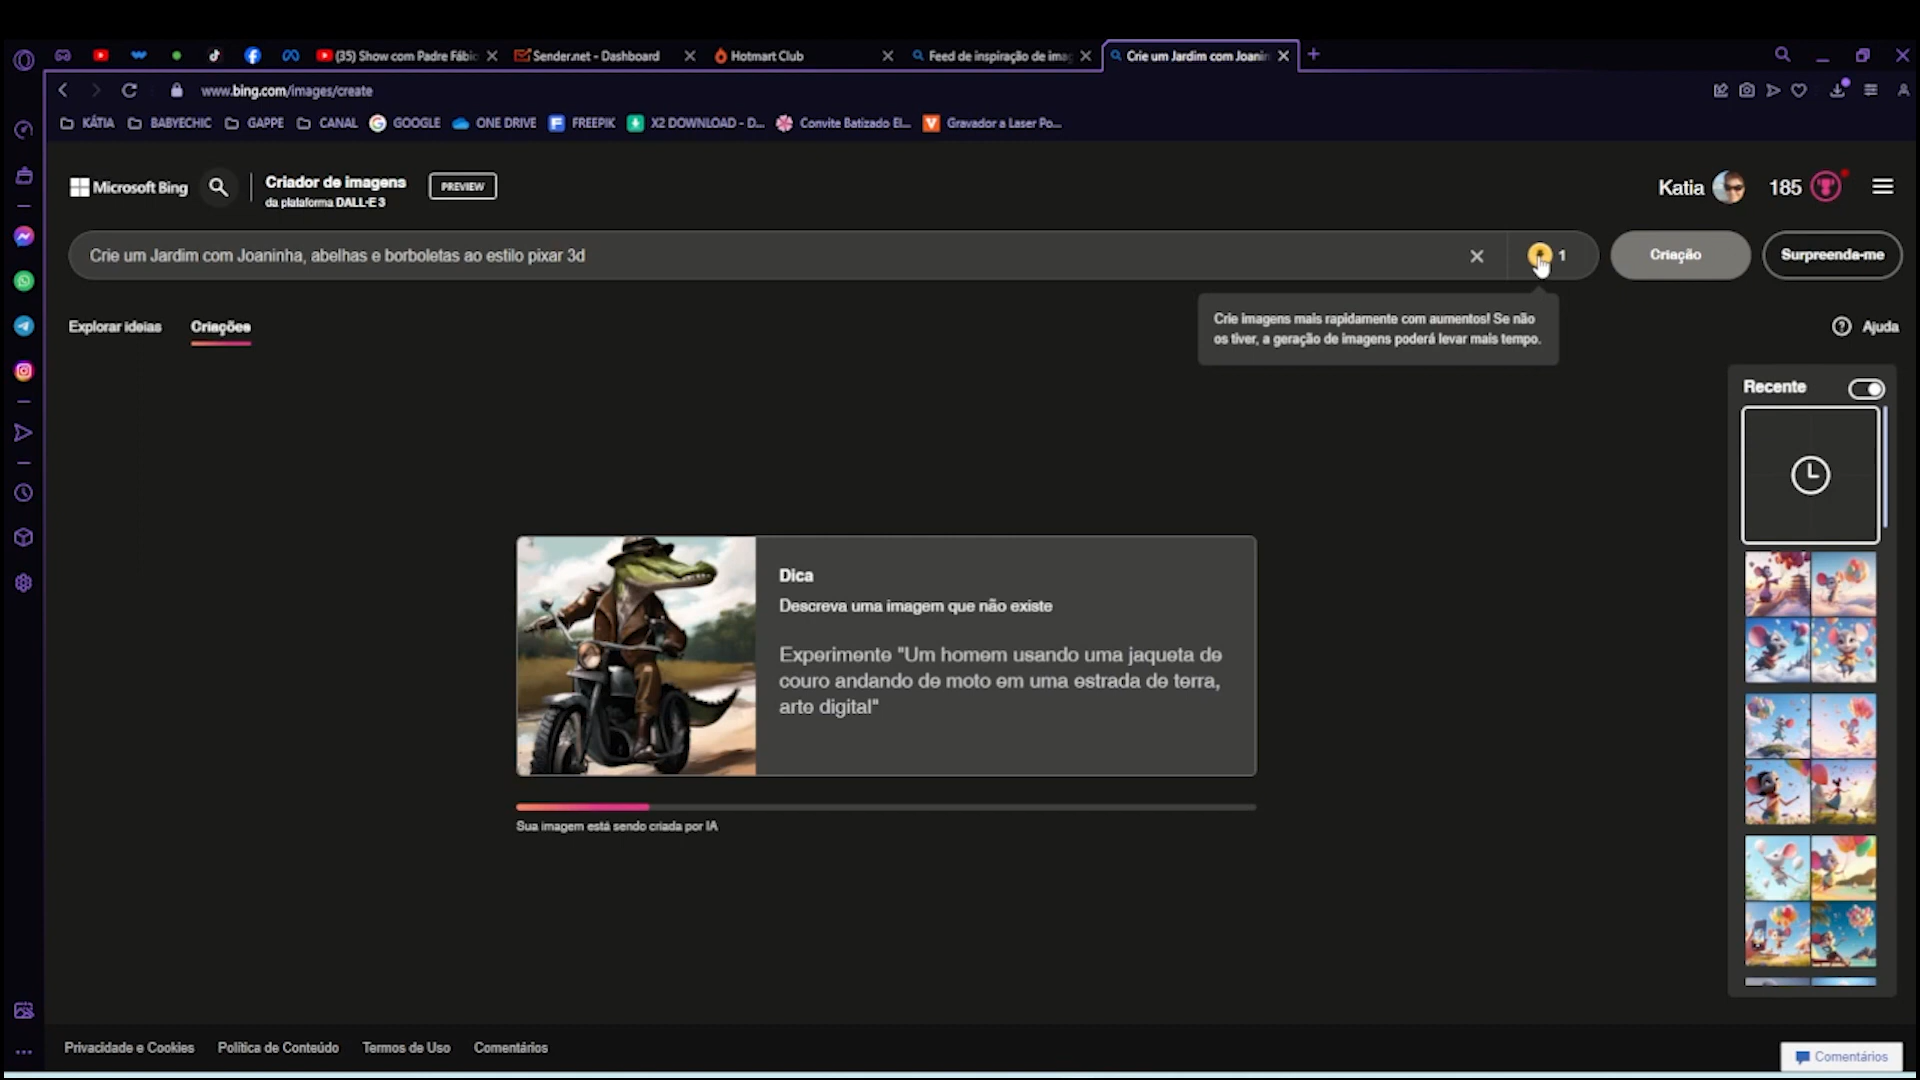 (35) Show com Padre Fábio
Sender.net - Dashboard
Hotmart Club
Feed de inspiração de imag
Crie um Jardim com Joanin
www.bing.com/images/create
KÁTIA
BABYECHIC
GAPPE
CANAL
GOOGLE
ONE DRIVE
FREEPIK
X2 DOWNLOAD - D...
Convite Batizado El...
Gravador a Laser Po...
Microsoft Bing
Criador de imagens
da plataforma DALL·E 3
PREVIEW
Katia
185
Crie um Jardim com Joaninha, abelhas e borboletas ao estilo pixar 3d
1
Criação
Surpreenda-me
Crie imagens mais rapidamente com aumentos! Se não
os tiver, a geração de imagens poderá levar mais tempo.
Explorar ideias
Criações
Ajuda
Recente
Dica
Descreva uma imagem que não existe
Experimente "Um homem usando uma jaqueta de
couro andando de moto em uma estrada de terra,
arte digital"
Sua imagem está sendo criada por IA
Privacidade e Cookies
Política de Conteúdo
Termos de Uso
Comentários
Comentários